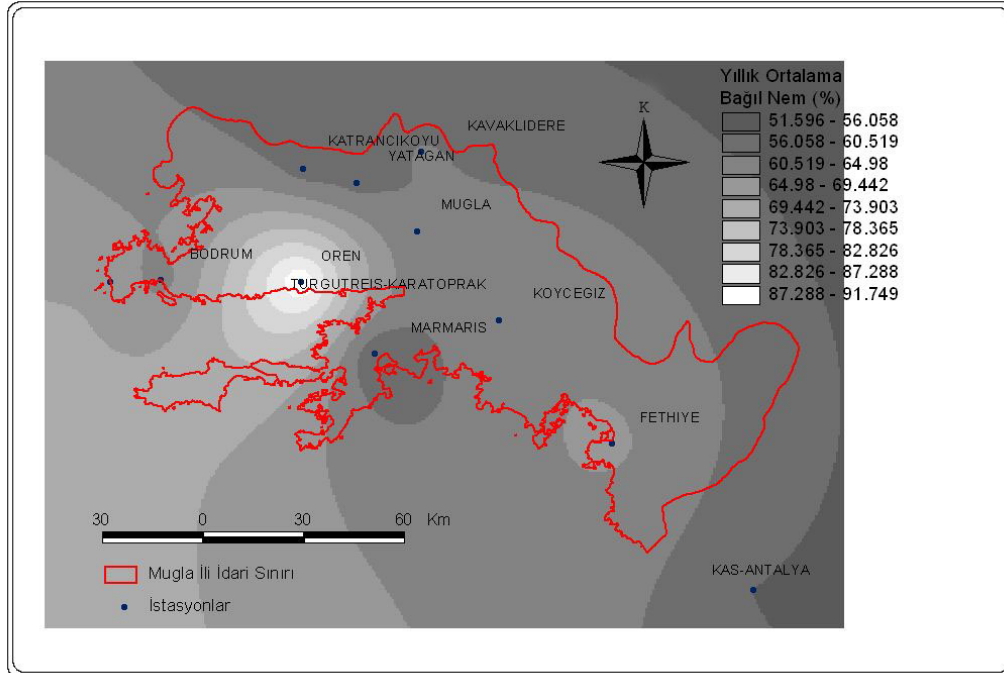 Yıllık Ortalama
Bağıl Nem (%)
51.596 - 56.058
56.058 - 60.519
60.519 - 64.98
64.98 - 69.442
69.442 - 73.903
73.903 - 78.365
78.365 - 82.826
82.826 - 87.288
87.288 - 91.749
K
KAVAKLIDERE
KATRANCIKOYU
YATAGAN
MUGLA
BODRUM
OREN
TURGUTREIS-KARATOPRAK
KOYCEGIZ
MARMARIS
FETHIYE
KAS-ANTALYA
30 0 30 60 Km
Mugla İli İdari Sınırı
İstasyonlar